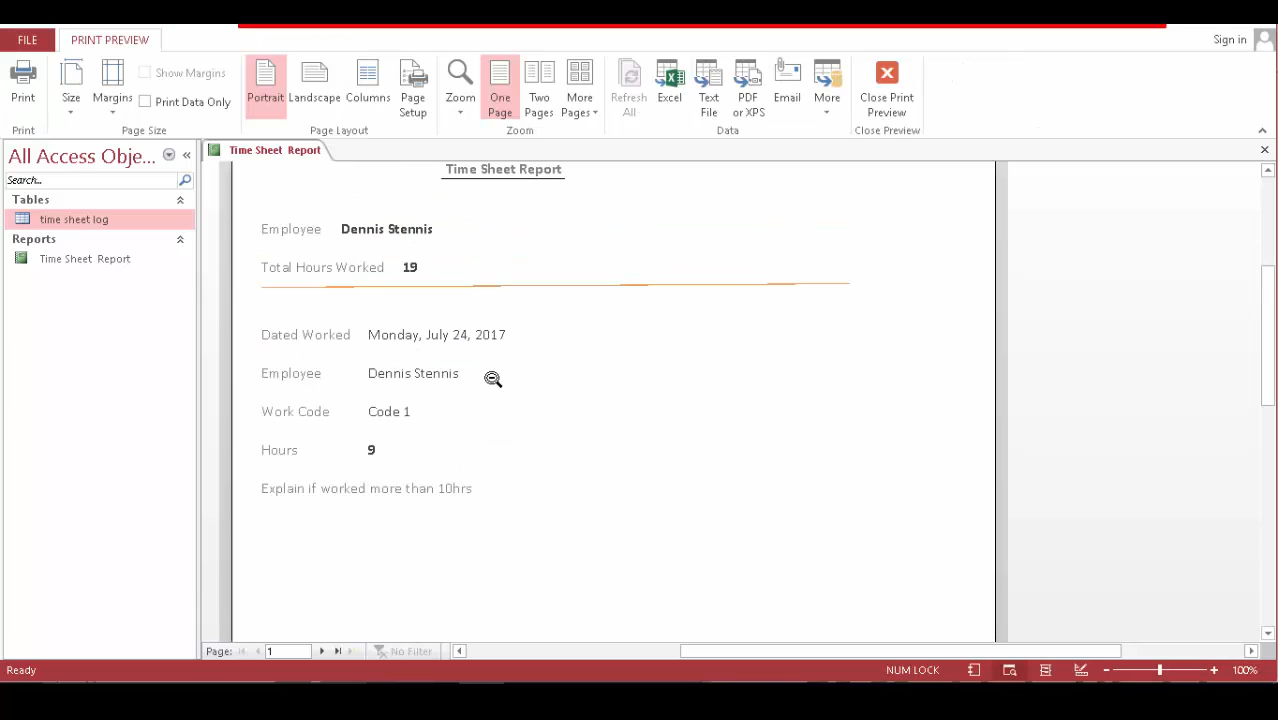 FILE
PRINT PREVIEW
Sign in
Print
Size
Margins
Show Margins
Print Data Only
Portrait
Landscape
Columns
Page Setup
Zoom
One Page
Two Pages
More Pages
Refresh All
Excel
Text File
PDF or XPS
Email
More
Close Print Preview
Print
Page Size
Page Layout
Zoom
Data
Close Preview
All Access Obje...
Search...
Tables
time sheet log
Reports
Time Sheet Report
Time Sheet Report
Time Sheet Report
Employee Dennis Stennis
Total Hours Worked 19
Dated Worked Monday, July 24, 2017
Employee Dennis Stennis
Work Code Code 1
Hours 9
Explain if worked more than 10hrs
Page: 1 No Filter
Ready
NUM LOCK
100%